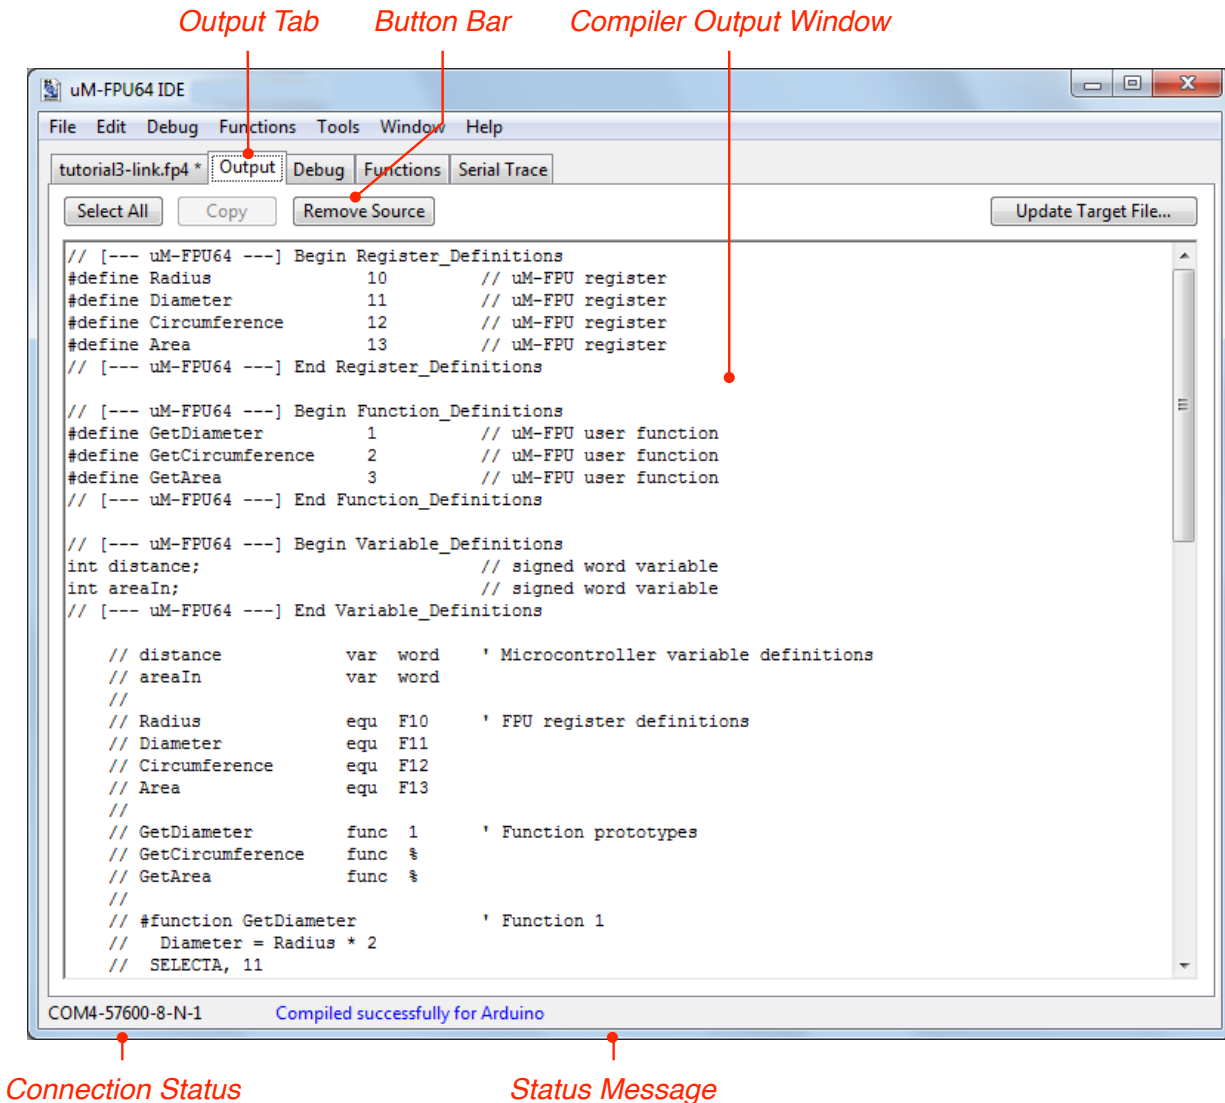 Output Tab Button Bar Compiler Output Window
uM-FPU64 IDE
File Edit Debug Functions Tools Window Help
tutorial3-link.fp4 * Output Debug Functions Serial Trace
Select All Copy Remove Source Update Target File...
// [--- uM-FPU64 ---] Begin Register_Definitions
#define Radius 10 // uM-FPU register
#define Diameter 11 // uM-FPU register
#define Circumference 12 // uM-FPU register
#define Area 13 // uM-FPU register
// [--- uM-FPU64 ---] End Register_Definitions
// [--- uM-FPU64 ---] Begin Function_Definitions
#define GetDiameter 1 // uM-FPU user function
#define GetCircumference 2 // uM-FPU user function
#define GetArea 3 // uM-FPU user function
// [--- uM-FPU64 ---] End Function_Definitions
// [--- uM-FPU64 ---] Begin Variable_Definitions
int distance; // signed word variable
int areaIn; // signed word variable
// [--- uM-FPU64 ---] End Variable_Definitions
// distance var word ' Microcontroller variable definitions
// areaIn var word
//
// Radius equ F10 ' FPU register definitions
// Diameter equ F11
// Circumference equ F12
// Area equ F13
//
// GetDiameter func 1 ' Function prototypes
// GetCircumference func %
// GetArea func %
//
// #function GetDiameter ' Function 1
// Diameter = Radius * 2
// SELECTA, 11
COM4-57600-8-N-1 Compiled successfully for Arduino
Connection Status Status Message